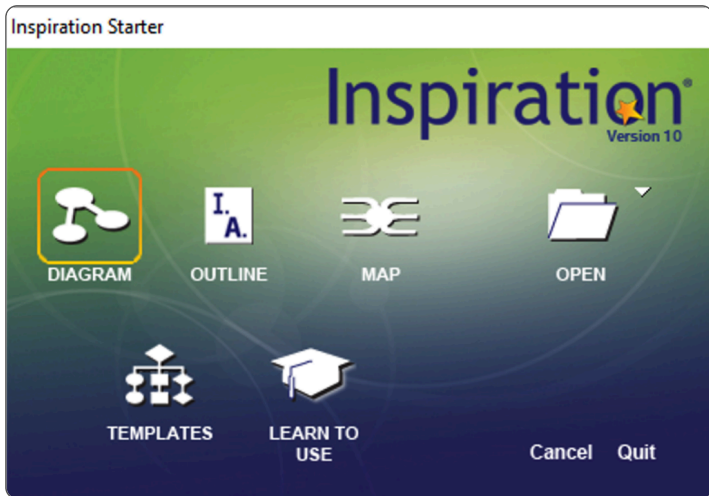 Inspiration Starter
Inspiration®
Version 10
I.
A.
DIAGRAM
OUTLINE
MAP
OPEN
TEMPLATES
LEARN TO
USE
Cancel
Quit